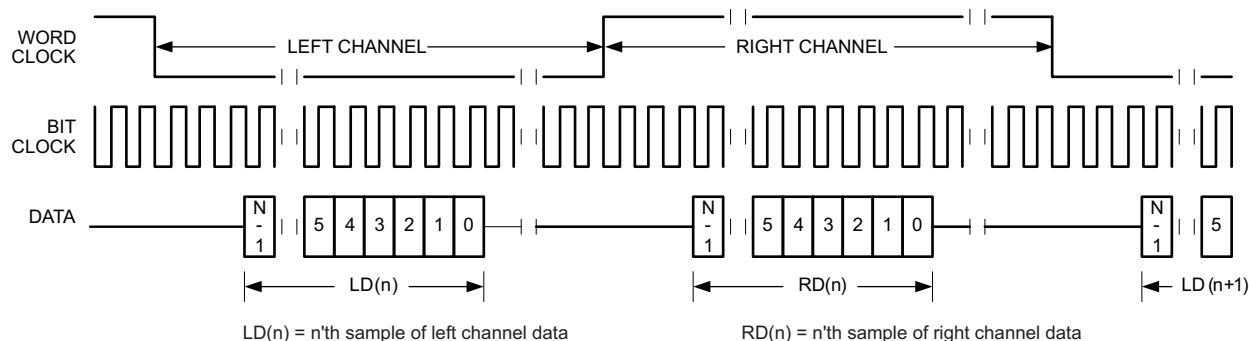 WORD
CLOCK
LEFT CHANNEL
RIGHT CHANNEL
BIT
CLOCK
DATA
N
-
1
5 4 3 2 1 0
N
-
1
5 4 3 2 1 0
N
-
1
5
LD(n)
RD(n)
LD (n+1)
LD(n) = n'th sample of left channel data
RD(n) = n'th sample of right channel data